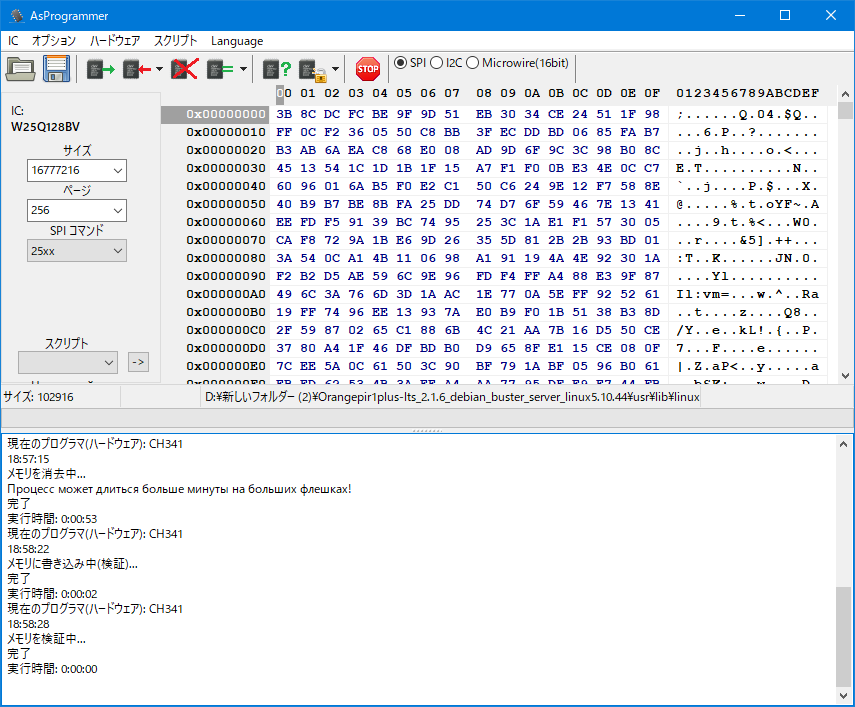 AsProgrammer
IC オプション ハードウェア スクリプト Language
STOP SPI I2C Microwire(16bit)
IC:
W25Q128BV
サイズ
16777216
ページ
256
SPI コマンド
25xx
スクリプト
->
00 01 02 03 04 05 06 07 08 09 0A 0B 0C 0D 0E 0F 0123456789ABCDEF
0x00000000 3B 8C DC FC BE 9F 9D 51 EB 30 34 CE 24 51 1F 98 ;......Q.04.$Q..
0x00000010 FF 0C F2 36 05 50 C8 BB 3F EC DD BD 06 85 FA B7 ...6.P..?.......
0x00000020 B3 AB 6A EA C8 68 E0 08 AD 9D 6F 9C 3C 98 B0 8C ..j..h....o.<...
0x00000030 45 13 54 1C 1D 1B 1F 15 A7 F1 F0 0B E3 4E 0C C7 E.T..........N..
0x00000040 60 96 01 6A B5 F0 E2 C1 50 C6 24 9E 12 F7 58 8E `..j....P.$...X.
0x00000050 40 B9 B7 BE 8B FA 25 DD 74 D7 6F 59 46 7E 13 41 @.....%.t.oYF~.A
0x00000060 EE FD F5 91 39 BC 74 95 25 3C 1A E1 F1 57 30 05 ....9.t.%<...W0.
0x00000070 CA F8 72 9A 1B E6 9D 26 35 5D 81 2B 2B 93 BD 01 ..r....&5].++...
0x00000080 3A 54 0C A1 4B 11 06 98 A1 91 19 4A 4E 92 30 1A :T..K......JN.0.
0x00000090 F2 B2 D5 AE 59 6C 9E 96 FD F4 FF A4 88 E3 9F 87 ....Yl..........
0x000000A0 49 6C 3A 76 6D 3D 1A AC 1E 77 0A 5E FF 92 52 61 Il:vm=...w.^..Ra
0x000000B0 19 FF 74 96 EE 13 93 7A E0 B9 F0 1B 51 38 B3 8D ..t....z....Q8..
0x000000C0 2F 59 87 02 65 C1 88 6B 4C 21 AA 7B 16 D5 50 CE /Y..e..kL!.{..P.
0x000000D0 37 80 A4 1F 46 DF BD B0 D9 65 8F E1 15 CE 08 0F 7...F....e......
0x000000E0 7C EE 5A 0C 61 50 3C 90 BF 79 1A BF 05 96 B0 61 |.Z.aP<..y.....a
サイズ: 102916 D:¥新しいフォルダー (2)¥Orangepir1plus-lts_2.1.6_debian_buster_server_linux5.10.44¥usr¥lib¥linux
現在のプログラマ(ハードウェア): CH341
18:57:15
メモリを消去中...
Процесс может длиться больше минуты на больших флешках!
完了
実行時間: 0:00:53
現在のプログラマ(ハードウェア): CH341
18:58:22
メモリに書き込み中(検証)...
完了
実行時間: 0:00:02
現在のプログラマ(ハードウェア): CH341
18:58:28
メモリを検証中...
完了
実行時間: 0:00:00